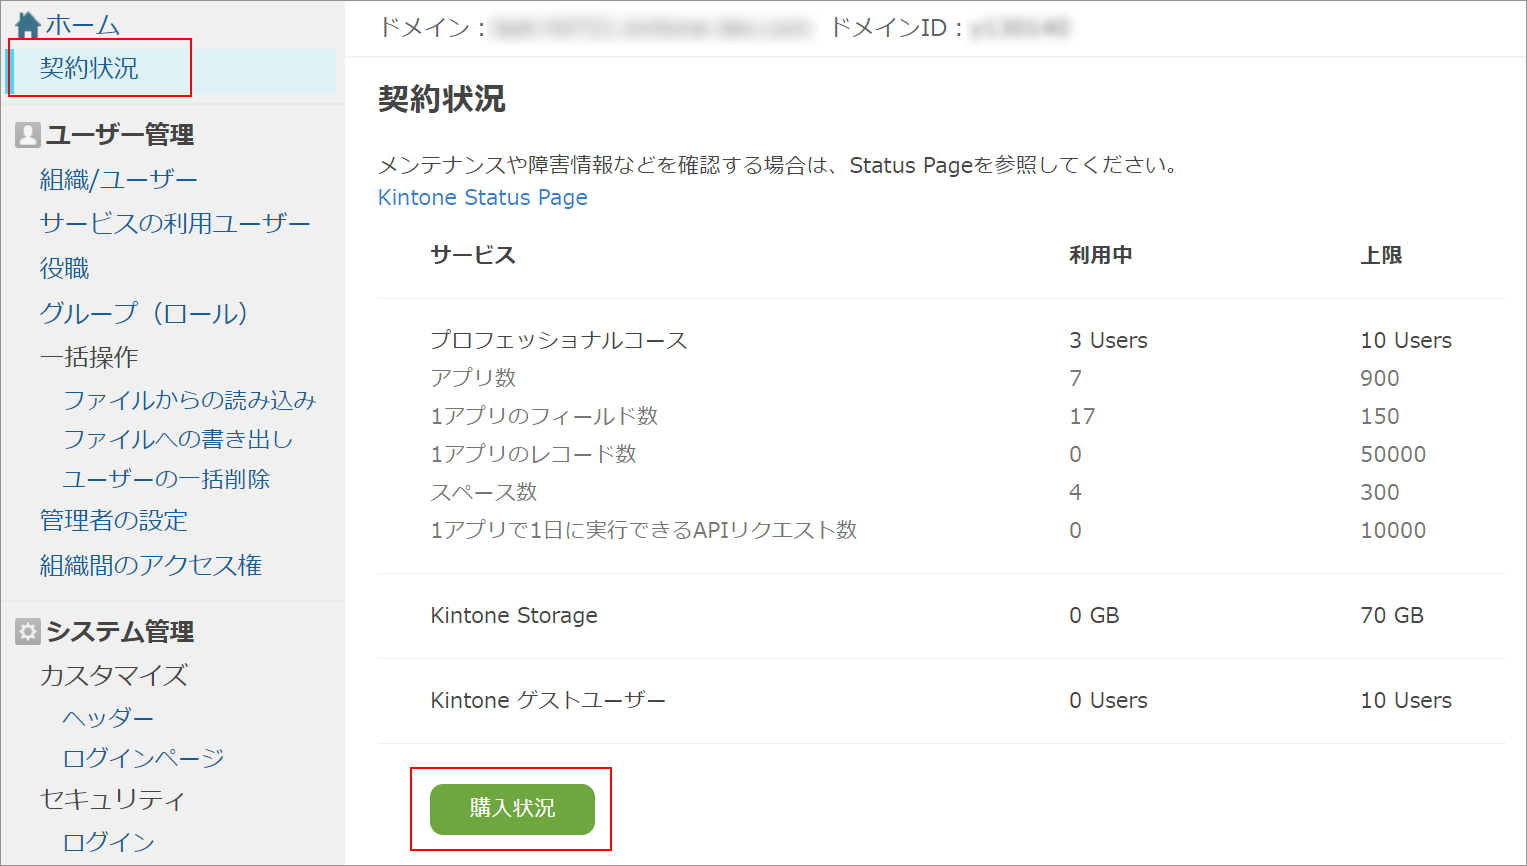 ホーム
契約状況
ユーザー管理
組織/ユーザー
サービスの利用ユーザー
役職
グループ（ロール）
一括操作
ファイルからの読み込み
ファイルへの書き出し
ユーザーの一括削除
管理者の設定
組織間のアクセス権
システム管理
カスタマイズ
ヘッダー
ログインページ
セキュリティ
ログイン
ドメイン： ドメインID：
契約状況
メンテナンスや障害情報などを確認する場合は、Status Pageを参照してください。
Kintone Status Page
サービス 利用中 上限
プロフェッショナルコース 3 Users 10 Users
アプリ数 7 900
1アプリのフィールド数 17 150
1アプリのレコード数 0 50000
スペース数 4 300
1アプリで1日に実行できるAPIリクエスト数 0 10000
Kintone Storage 0 GB 70 GB
Kintone ゲストユーザー 0 Users 10 Users
購入状況